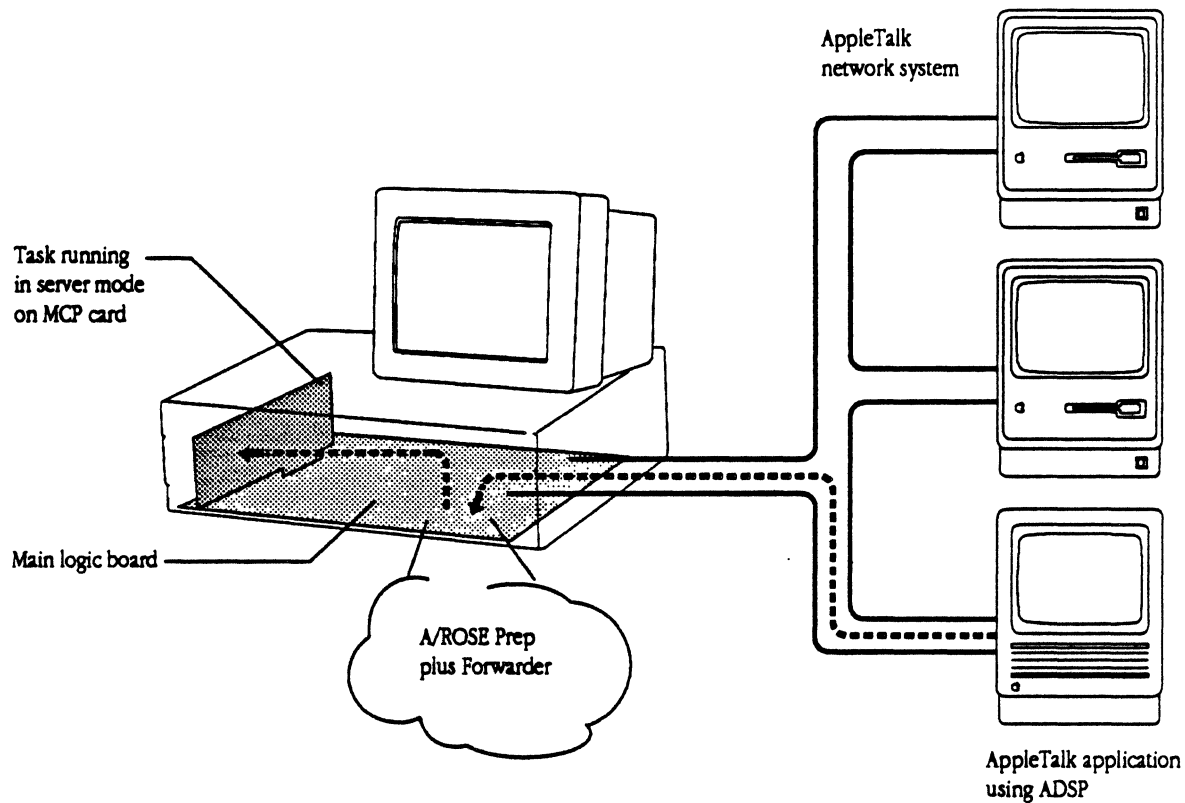 AppleTalk
network system
Task running
in server mode
on MCP card
Main logic board
A/ROSE Prep
plus Forwarder
AppleTalk application
using ADSP